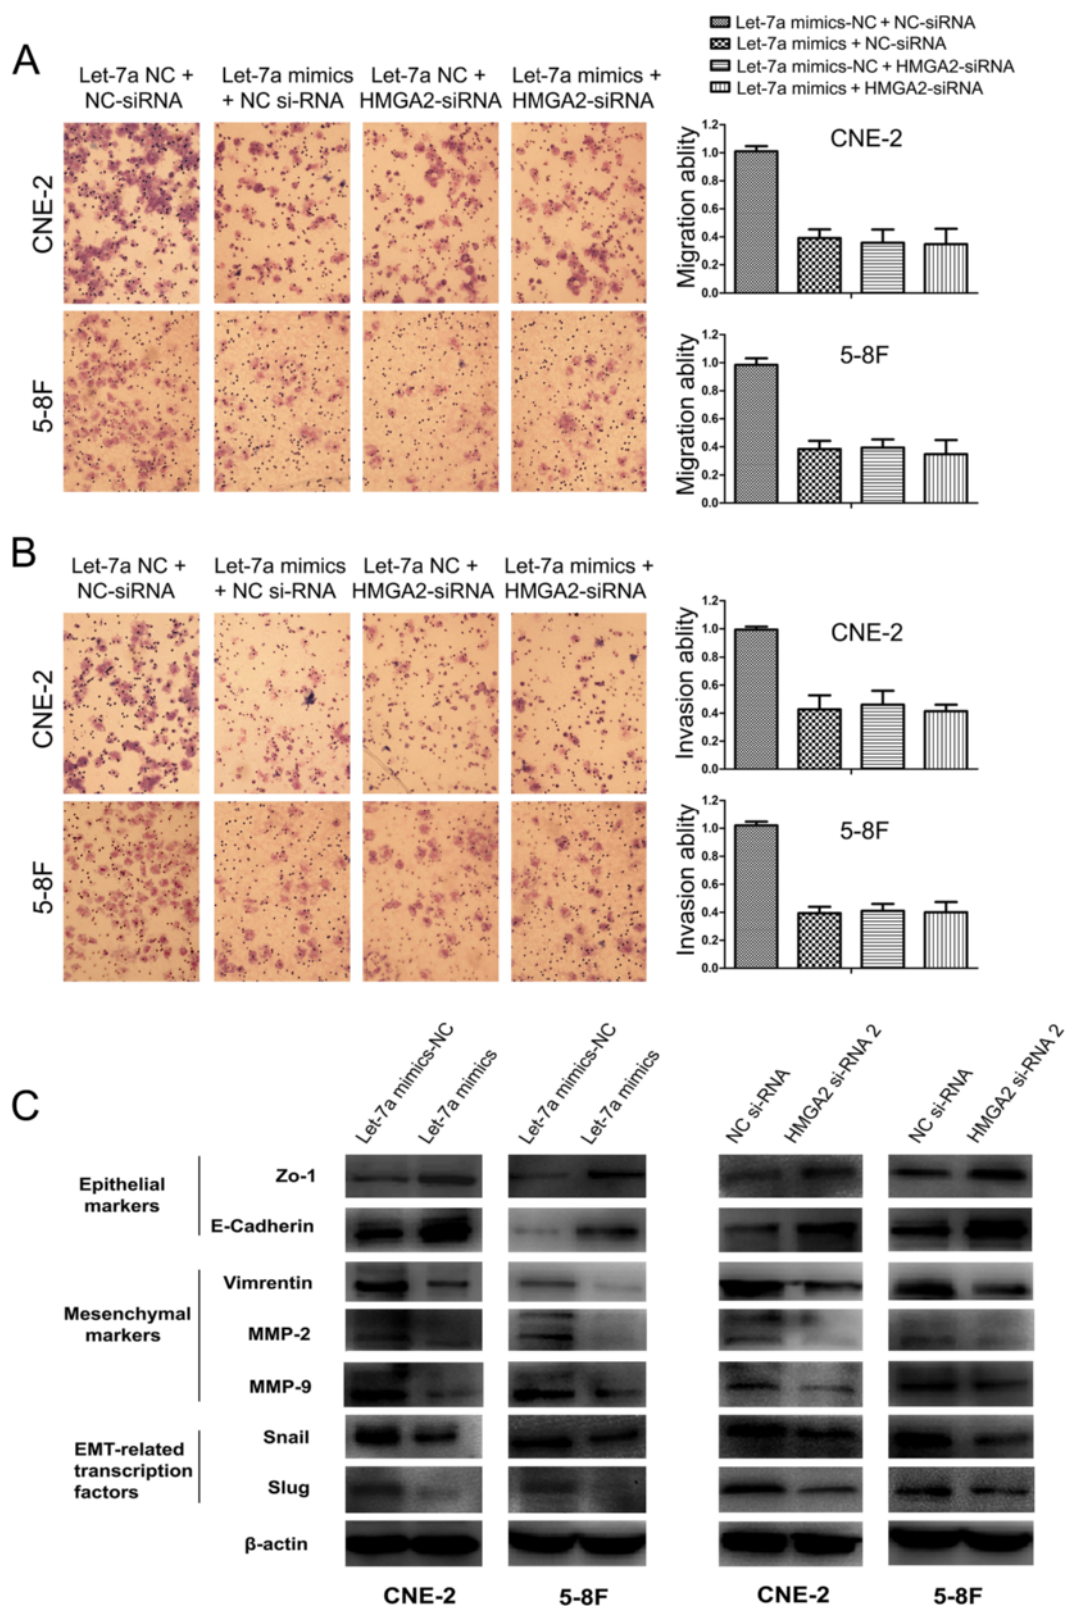 Let-7a mimics-NC + NC-siRNA
Let-7a mimics + NC-siRNA
Let-7a mimics-NC + HMGA2-siRNA
Let-7a mimics + HMGA2-siRNA
A
Let-7a NC +
NC-siRNA
Let-7a mimics
+ NC si-RNA
Let-7a NC +
HMGA2-siRNA
Let-7a mimics +
HMGA2-siRNA
CNE-2
5-8F
CNE-2
Migration ablity
1.2
1.0
0.8
0.6
0.4
0.2
0.0
5-8F
Migration ablity
1.2
1.0
0.8
0.6
0.4
0.2
0.0
B
Let-7a NC +
NC-siRNA
Let-7a mimics
+ NC si-RNA
Let-7a NC +
HMGA2-siRNA
Let-7a mimics +
HMGA2-siRNA
CNE-2
5-8F
CNE-2
Invasion ablity
1.2
1.0
0.8
0.6
0.4
0.2
0.0
5-8F
Invasion ablity
1.2
1.0
0.8
0.6
0.4
0.2
0.0
C
Let-7a mimics-NC
Let-7a mimics
Let-7a mimics-NC
Let-7a mimics
NC si-RNA
HMGA2 si-RNA 2
NC si-RNA
HMGA2 si-RNA 2
Epithelial
markers
Zo-1
E-Cadherin
Mesenchymal
markers
Vimrentin
MMP-2
MMP-9
EMT-related
transcription
factors
Snail
Slug
β-actin
CNE-2
5-8F
CNE-2
5-8F